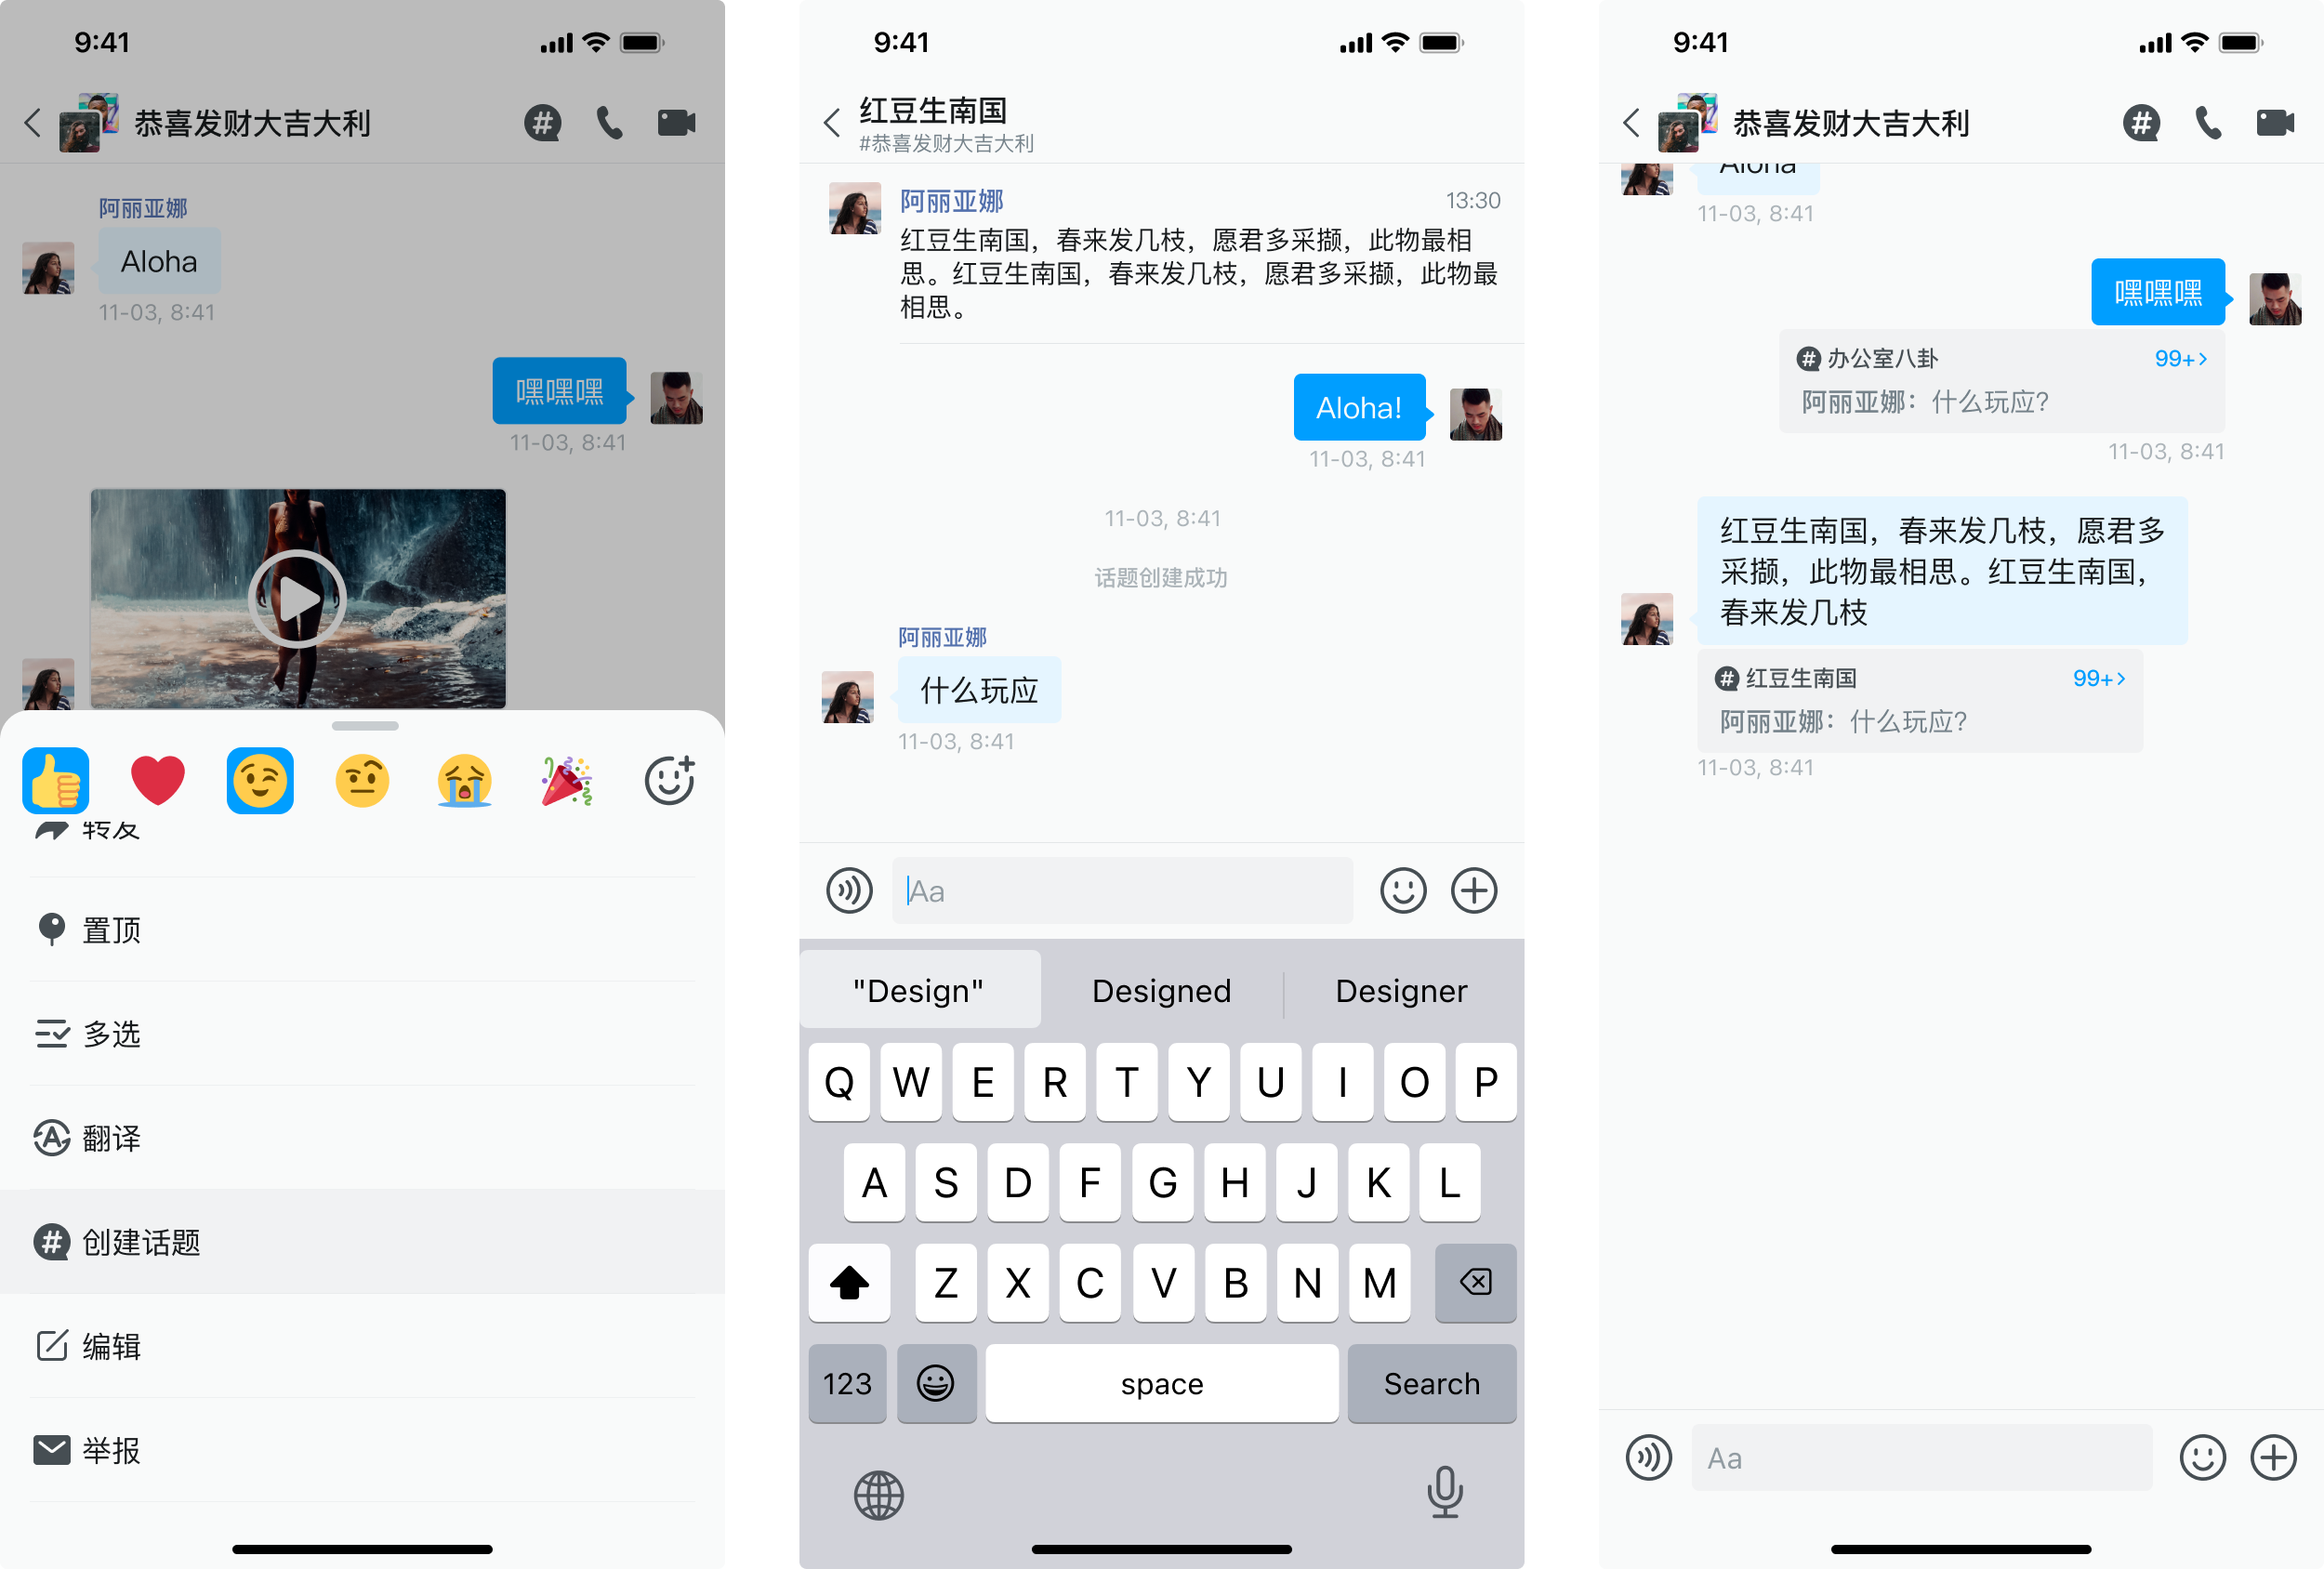 9:41
恭喜发财大吉大利
阿丽亚娜
Aloha
11-03, 8:41
嘿嘿嘿
11-03, 8:41
转发
置顶
多选
翻译
创建话题
编辑
举报
9:41
红豆生南国
#恭喜发财大吉大利
阿丽亚娜 13:30
红豆生南国，春来发几枝，愿君多采撷，此物最相
思。红豆生南国，春来发几枝，愿君多采撷，此物最
相思。
Aloha!
11-03, 8:41
11-03, 8:41
话题创建成功
阿丽亚娜
什么玩应
11-03, 8:41
Aa
"Design" Designed Designer
Q W E R T Y U I O P
A S D F G H J K L
Z X C V B N M
123 space Search
9:41
恭喜发财大吉大利
Aloha
11-03, 8:41
嘿嘿嘿
办公室八卦 99+
阿丽亚娜：什么玩应?
11-03, 8:41
红豆生南国，春来发几枝，愿君多
采撷，此物最相思。红豆生南国，
春来发几枝
红豆生南国 99+
阿丽亚娜：什么玩应?
11-03, 8:41
Aa